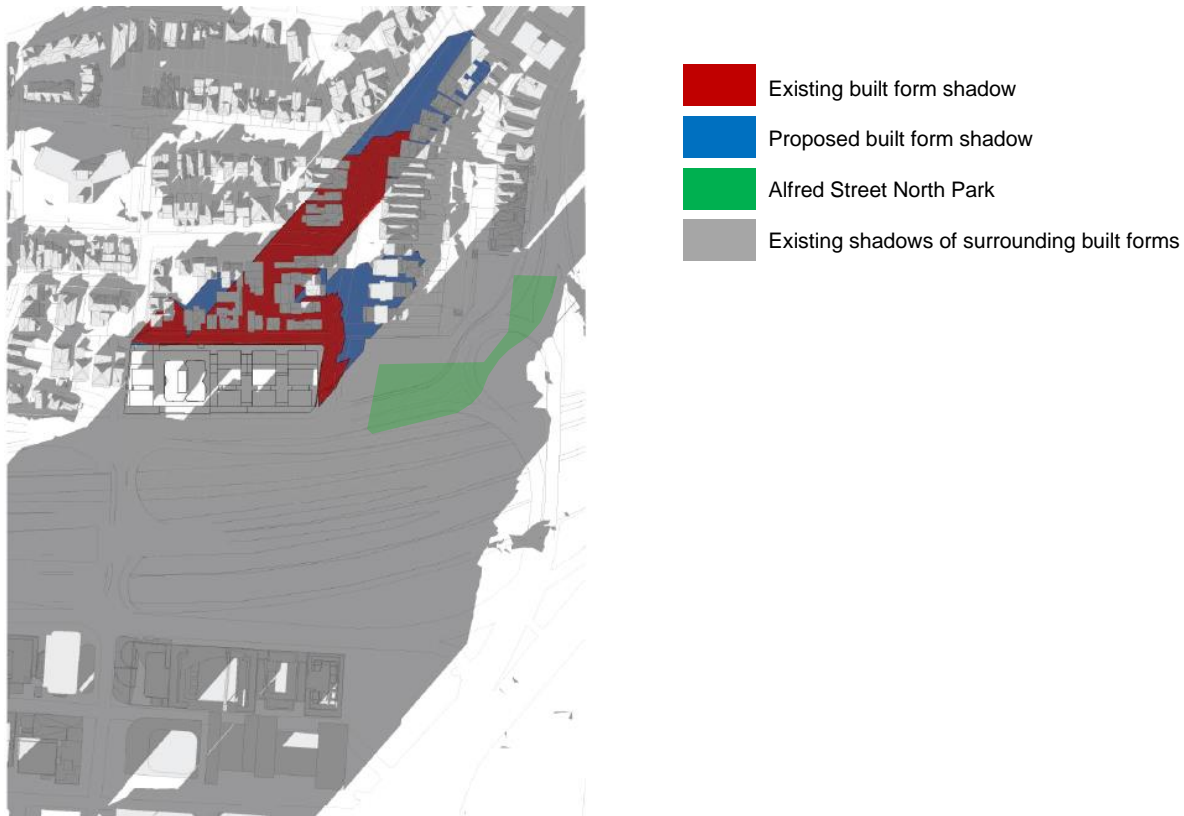 Existing built form shadow
Proposed built form shadow
Alfred Street North Park
Existing shadows of surrounding built forms